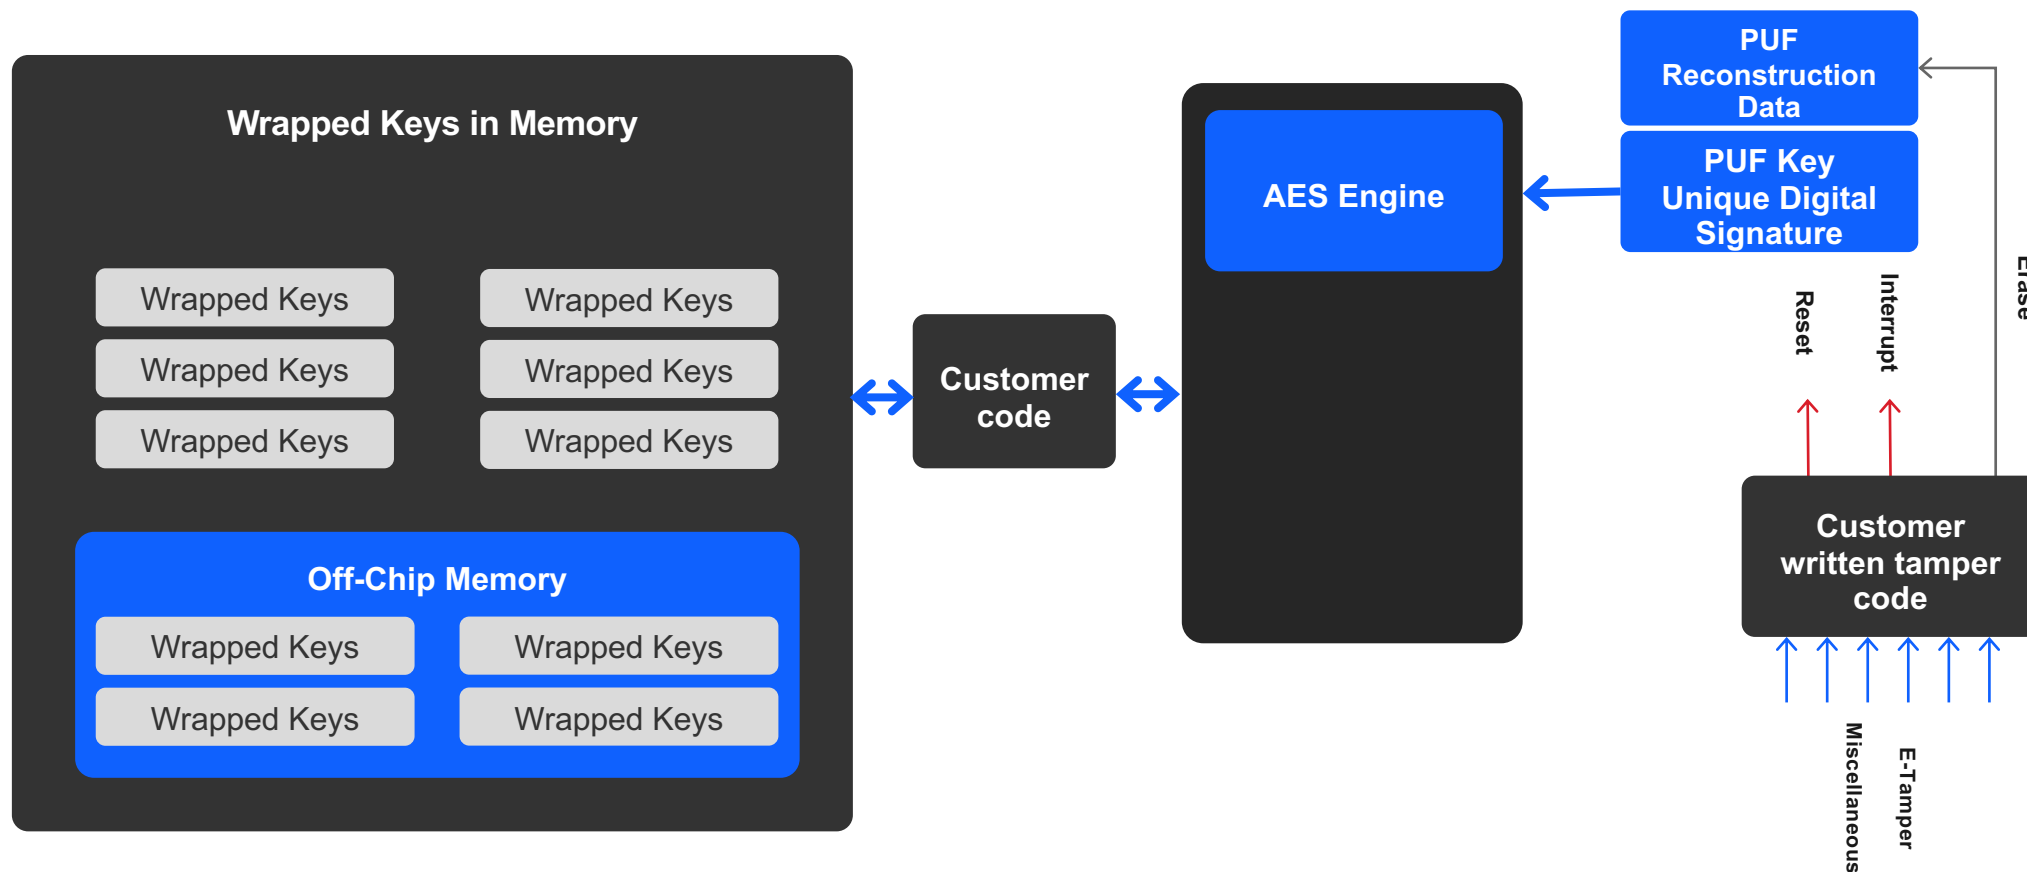 Wrapped Keys in Memory
Wrapped Keys
Wrapped Keys
Wrapped Keys
Wrapped Keys
Wrapped Keys
Wrapped Keys
Off-Chip Memory
Wrapped Keys
Wrapped Keys
Wrapped Keys
Wrapped Keys
Customer
code
AES Engine
PUF
Reconstruction
Data
PUF Key
Unique Digital
Signature
Reset
Interrupt
Erase
Customer
written tamper
code
Miscellaneous
E-Tamper